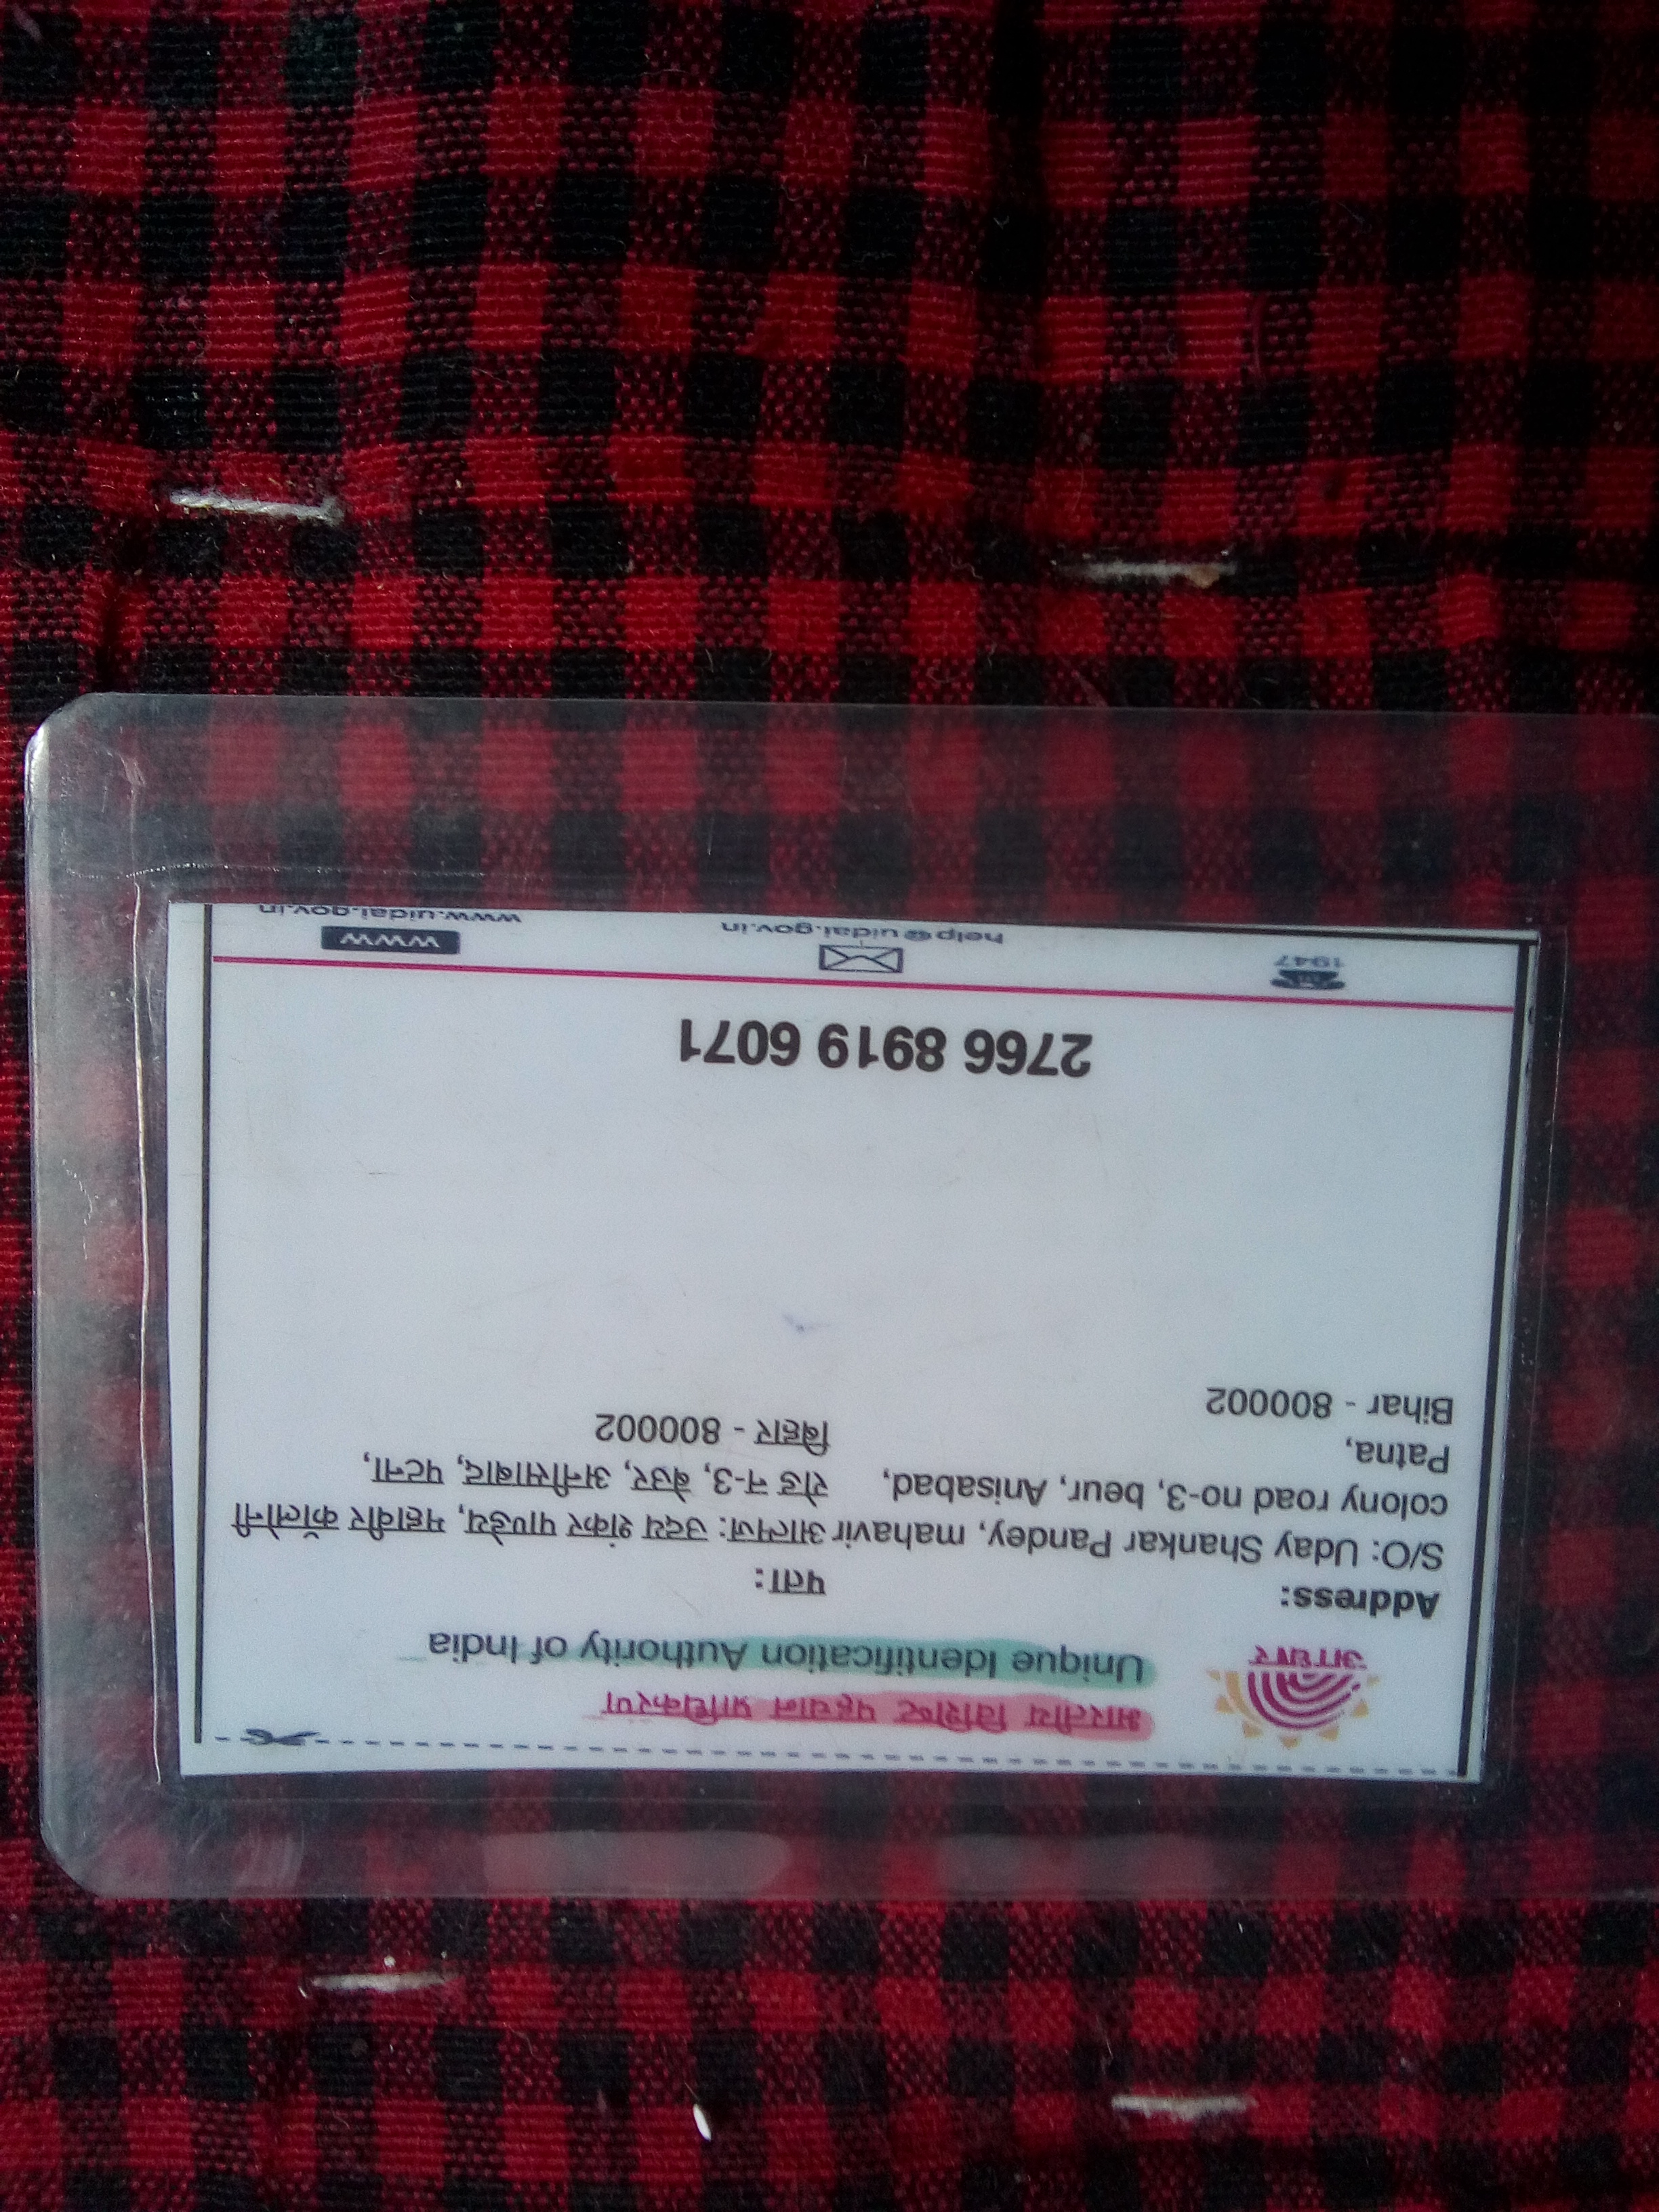 भारतीय विशिष्ट पहचान प्राधिकरण
Unique Identification Authority of India
आधार
Address:
S/O: Uday Shankar Pandey, mahavir
colony road no-3, beur, Anisabad,
Patna,
Bihar - 800002
पता:
आत्मज: उदय शंकर पाण्डेय, महावीर कॉलोनी
रोड न-3, बेउर, अनीसाबाद, पटना,
बिहार - 800002
2766 8919 6071
1947
help@uidai.gov.in
WWW
www.uidai.gov.in